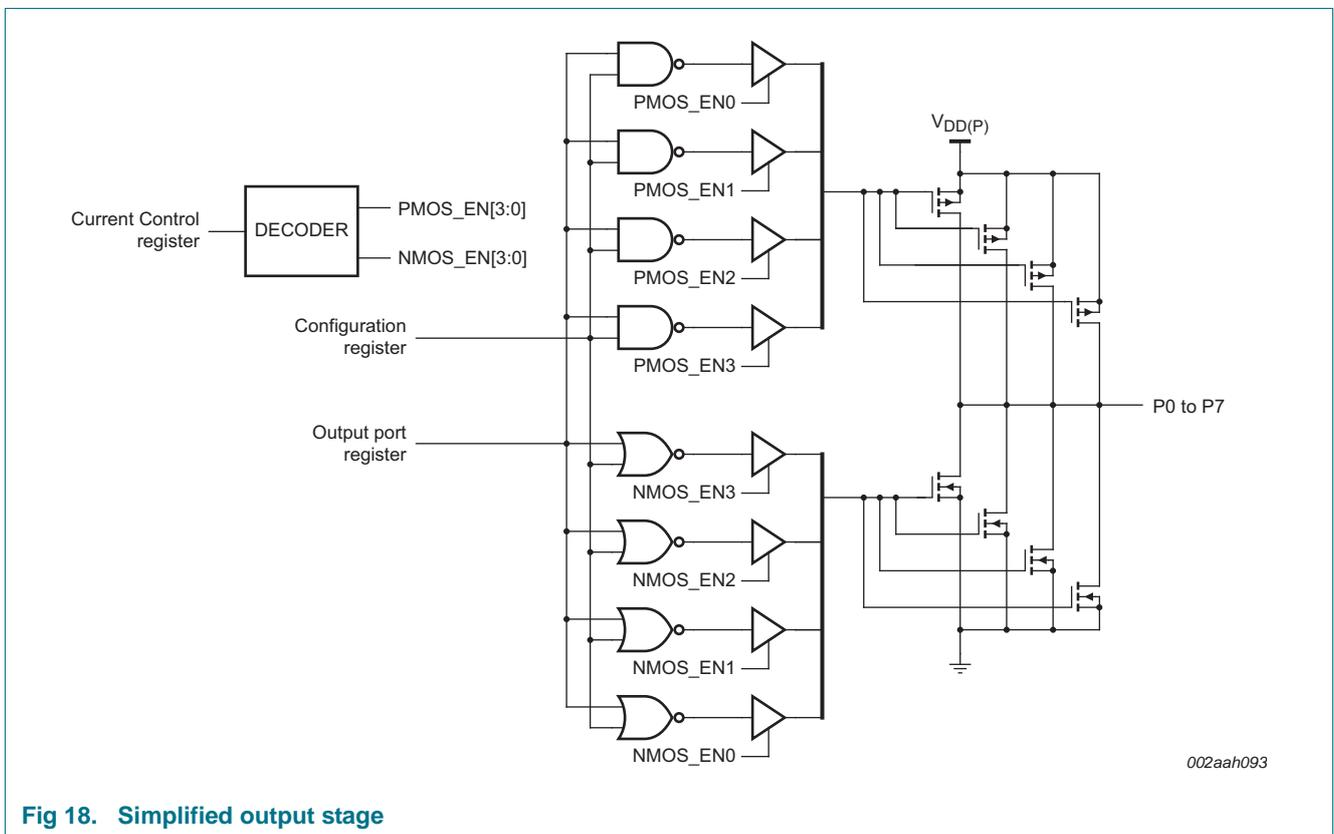 PMOS_EN0
PMOS_EN1
PMOS_EN2
PMOS_EN3
VDD(P)
Current Control
register
DECODER
PMOS_EN[3:0]
NMOS_EN[3:0]
Configuration
register
Output port
register
P0 to P7
NMOS_EN3
NMOS_EN2
NMOS_EN1
NMOS_EN0
002aah093
Fig 18. Simplified output stage